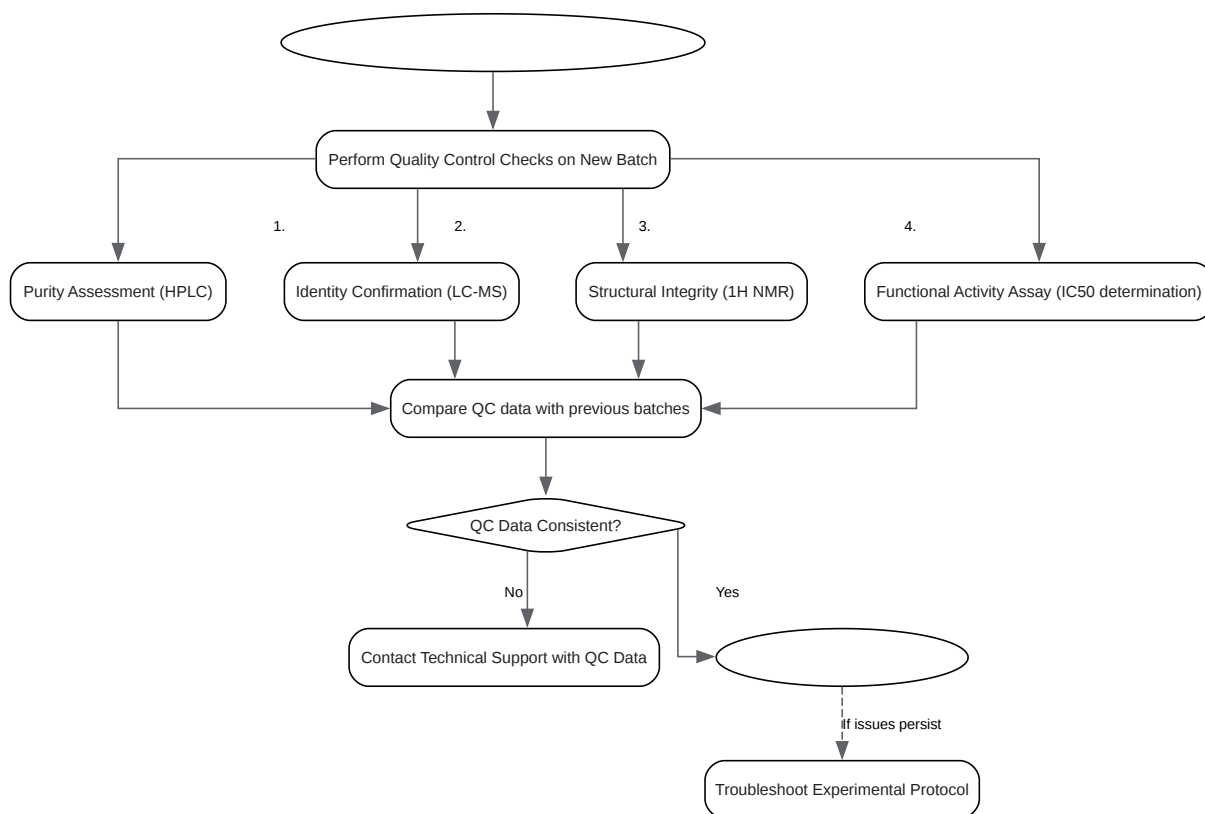 Perform Quality Control Checks on New Batch
1.
2.
3.
4.
Purity Assessment (HPLC)
Identity Confirmation (LC-MS)
Structural Integrity (1H NMR)
Functional Activity Assay (IC50 determination)
Compare QC data with previous batches
QC Data Consistent?
No
Yes
Contact Technical Support with QC Data
If issues persist
Troubleshoot Experimental Protocol